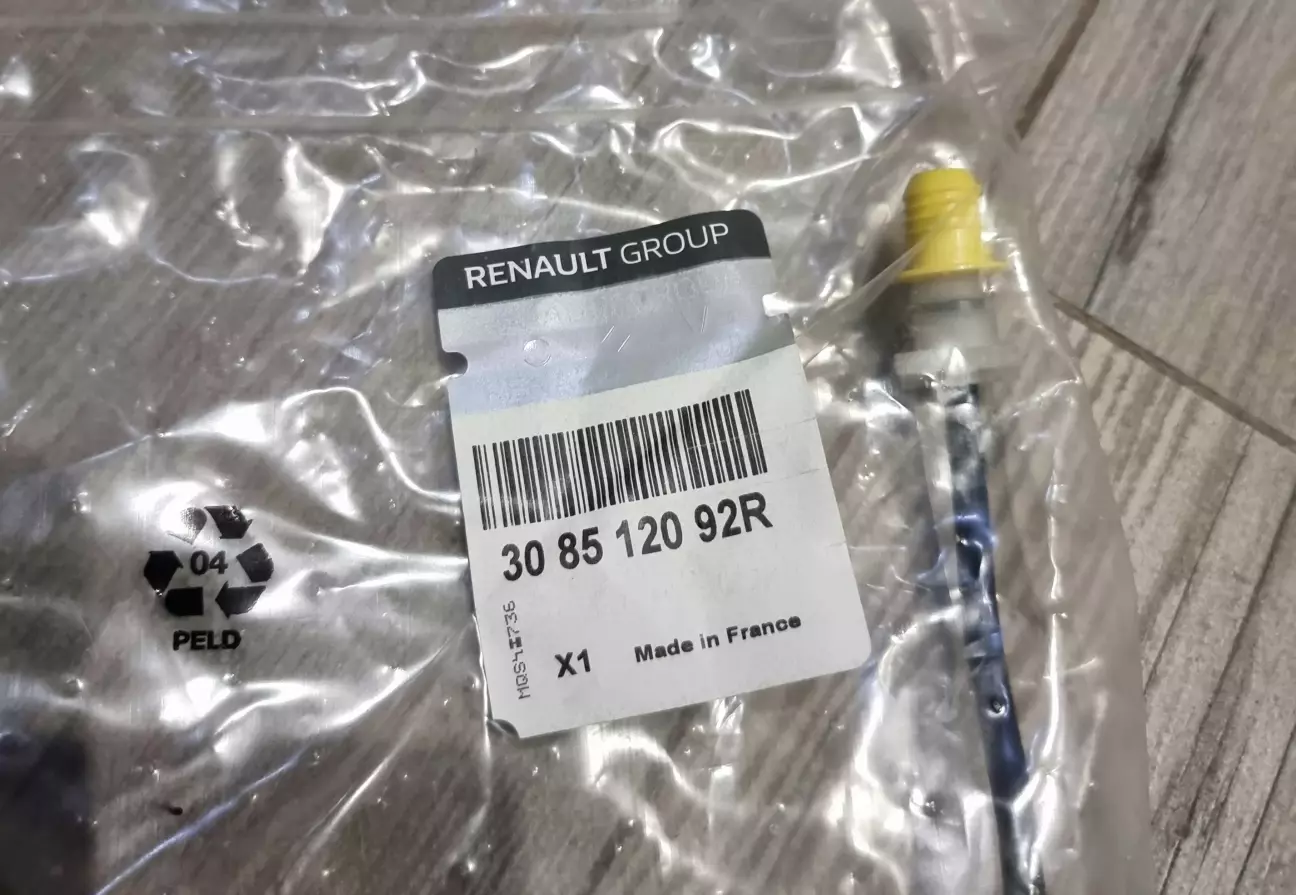 RENAULT GROUP
30 85 120 92R
X1 Made in France
04
PELD